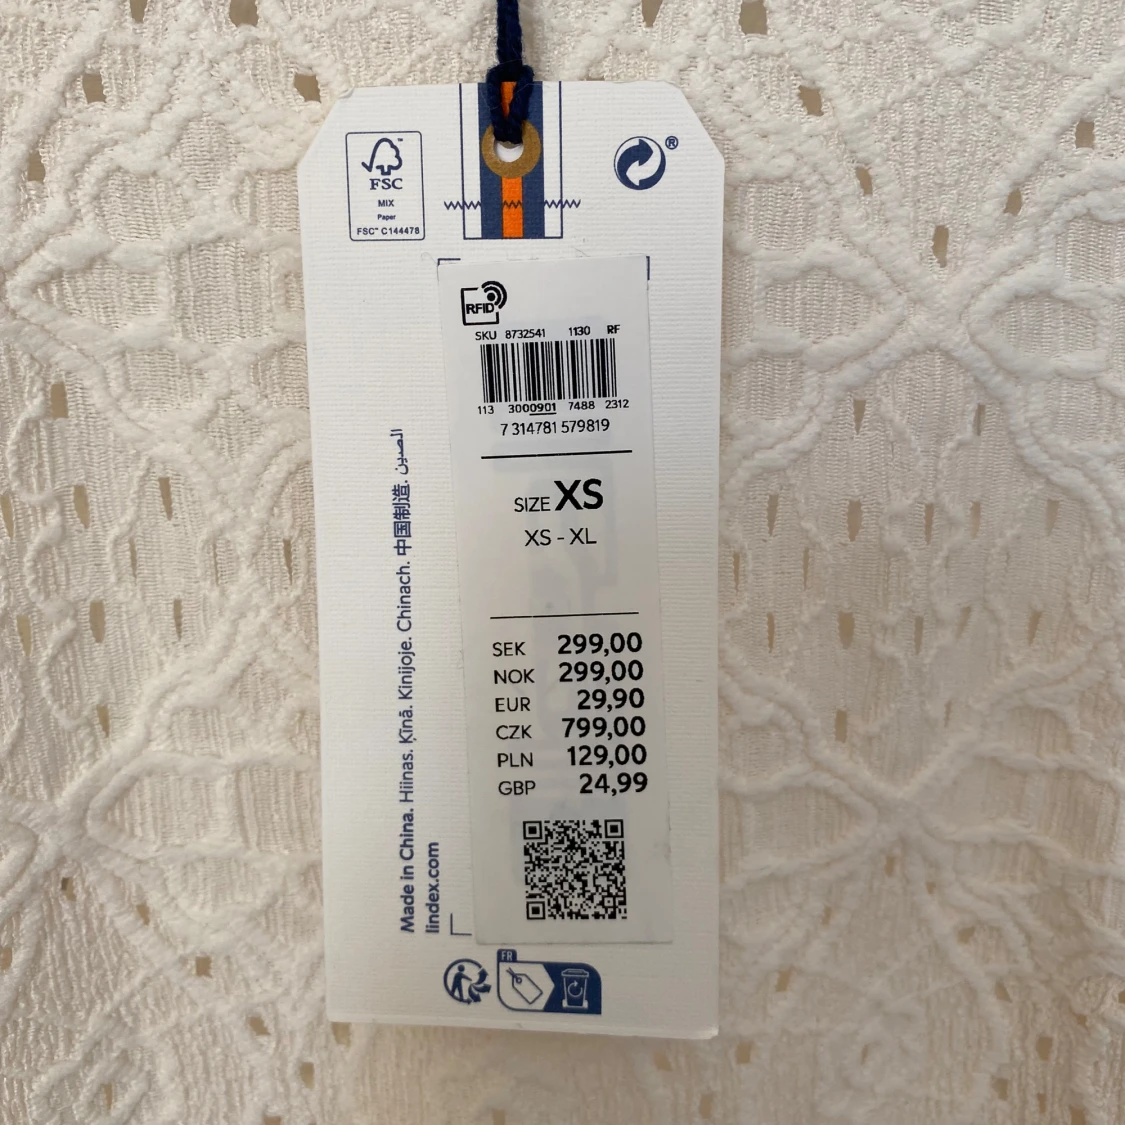 FSC™
MIX
Paper
FSC™ C144478
®
RFID
SKU 8732541 1130 RF
113 3000901 7488 2312
7 314781 579819
SIZE XS
XS - XL
SEK 299,00
NOK 299,00
EUR 29,90
CZK 799,00
PLN 129,00
GBP 24,99
Made in China. Hiinas. Ķīnā. Kinijoje. Chinach. 中国制造. الصين
lindex.com
FR